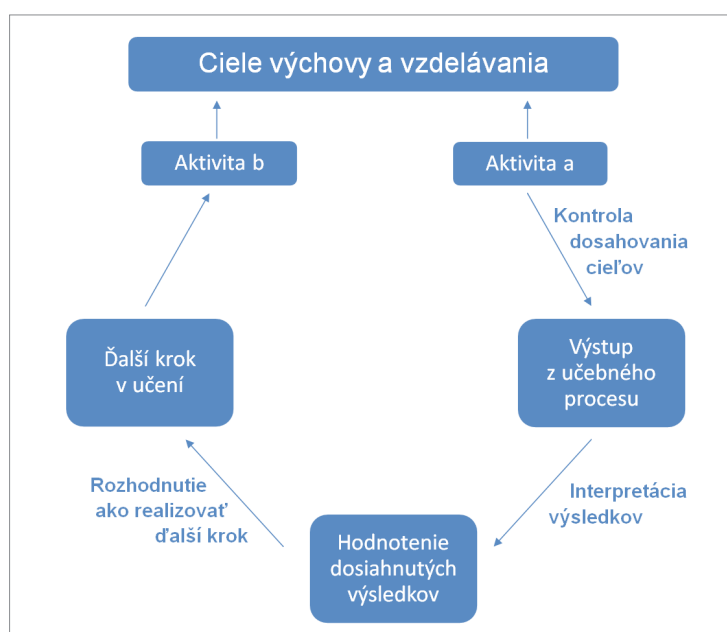 Ciele výchovy a vzdelávania
Aktivita b
Aktivita a
Kontrola
dosahovania
cieľov
Ďalší krok
v učení
Výstup
z učebného
procesu
Rozhodnutie
ako realizovať
ďalší krok
Interpretácia
výsledkov
Hodnotenie
dosiahnutých
výsledkov